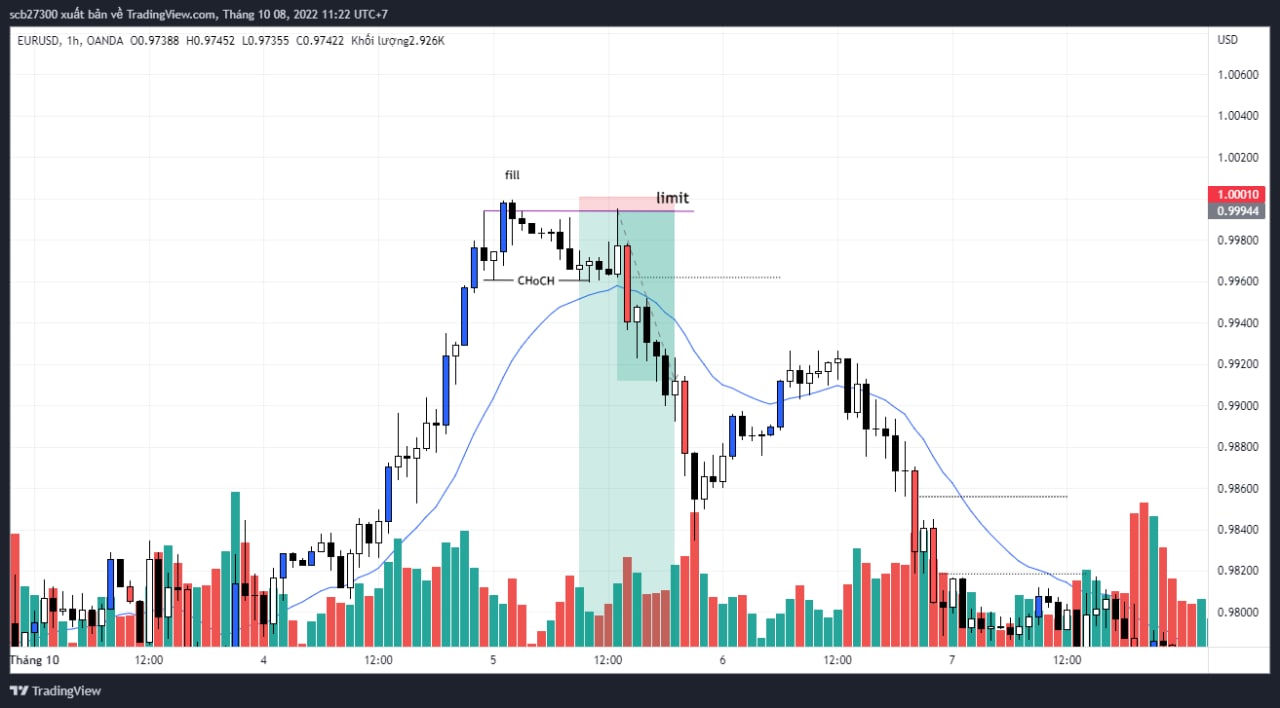 scb27300 xuất bản về TradingView.com, Tháng 10 08, 2022 11:22 UTC+7
EURUSD, 1h, OANDA O0.97388 H0.97452 L0.97355 C0.97422 Khối lượng2.926K
USD
1.00600
1.00400
1.00200
1.00010
0.99944
0.99800
0.99600
0.99400
0.99200
0.99000
0.98800
0.98600
0.98400
0.98200
0.98000
fill
limit
CHoCH
Tháng 10 12:00 4 12:00 5 12:00 6 12:00 7 12:00
TradingView